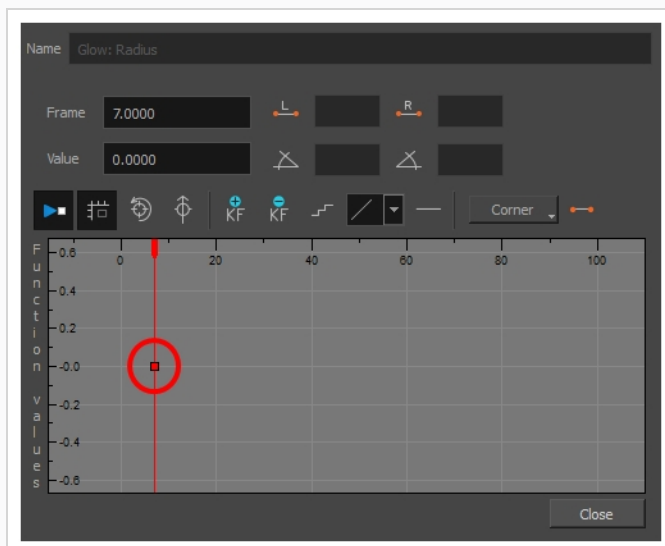 Name Glow: Radius
Frame 7.0000 L R
Value 0.0000
KF KF Corner
Function values
0 20 40 60 80 100
-0.6
-0.4
-0.2
-0.0
-0.2
-0.4
-0.6
Close